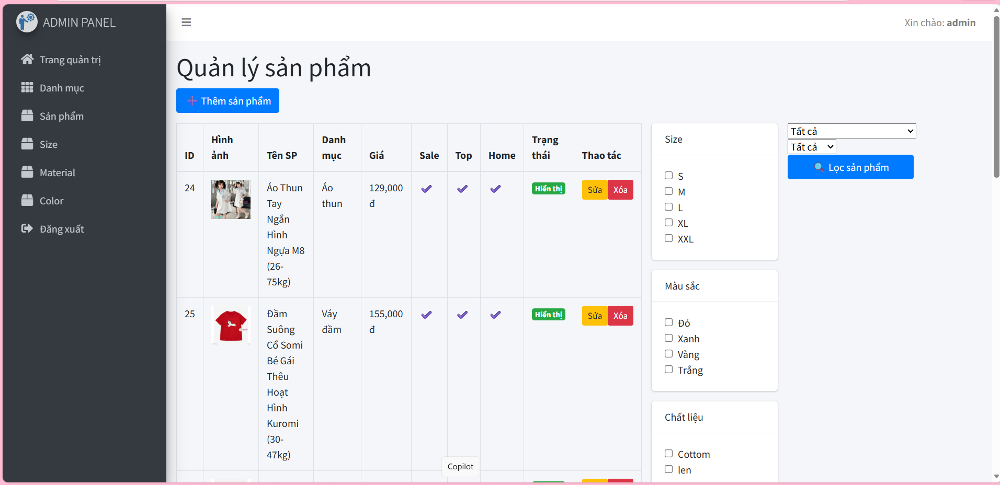 ADMIN PANEL
Xin chào: admin
Trang quản trị
Danh mục
Sản phẩm
Size
Material
Color
Đăng xuất
Quản lý sản phẩm
Thêm sản phẩm
ID
Hình
ảnh
Tên SP
Danh
mục
Giá
Sale
Top
Home
Trạng
thái
Thao tác
24
Áo Thun
Tay
Ngắn
Hình
Ngựa M8
(26-
75kg)
Áo
thun
129,000
đ
Hiển thị
Sửa
Xóa
25
Đầm
Suông
Cổ Somi
Bé Gái
Thêu
Hoạt
Hình
Kuromi
(30-
47kg)
Váy
đầm
155,000
đ
Hiển thị
Sửa
Xóa
Size
S
M
L
XL
XXL
Màu sắc
Đỏ
Xanh
Vàng
Trắng
Chất liệu
Cottom
len
Tất cả
Tất cả
Lọc sản phẩm
Copilot